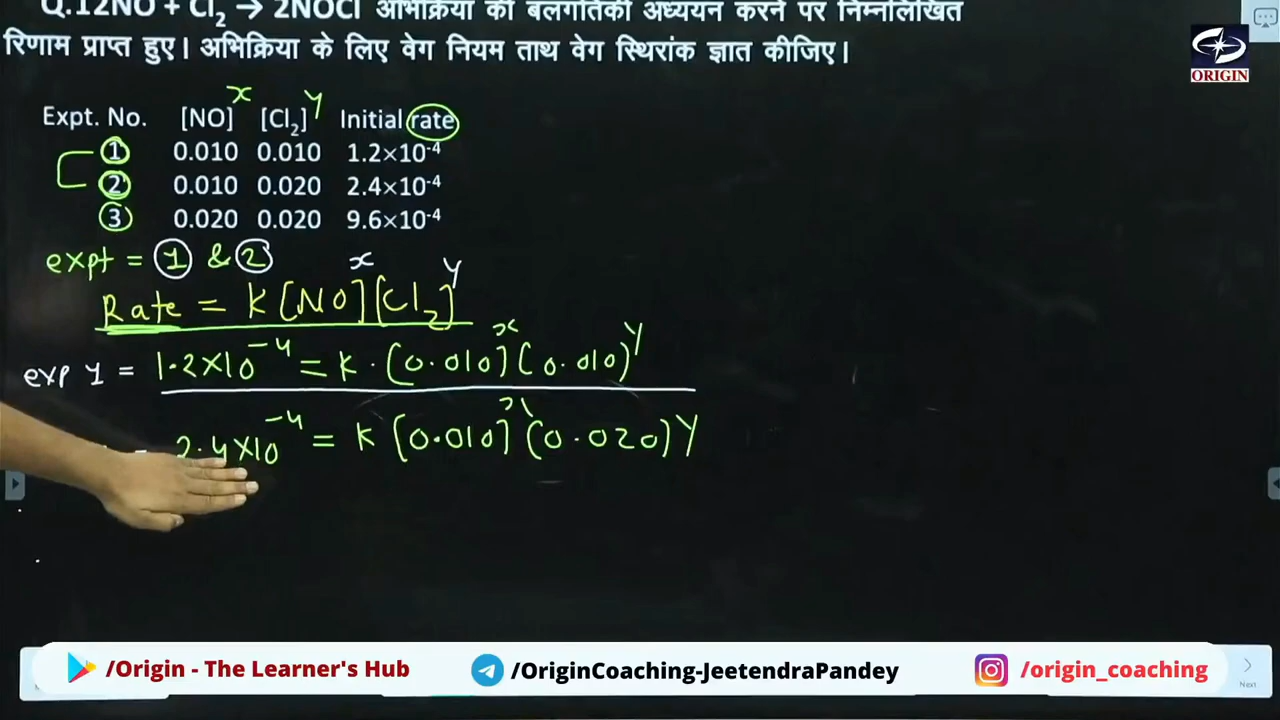 Q.12NO + Cl₂ → 2NOCl अभिक्रिया की बलगतिकी अध्ययन करने पर निम्नलिखित
रिणाम प्राप्त हुए। अभिक्रिया के लिए वेग नियम ताथ वेग स्थिरांक ज्ञात कीजिए।
ORIGIN
Expt. No. [NO]ˣ [Cl₂]ʸ Initial rate
1 0.010 0.010 1.2×10⁻⁴
2 0.010 0.020 2.4×10⁻⁴
3 0.020 0.020 9.6×10⁻⁴
expt = 1 & 2
Rate = K[NO]ˣ[Cl₂]ʸ
exp 1 = 1.2×10⁻⁴ = K.(0.010)ˣ(0.010)ʸ
2.4×10⁻⁴ = K[0.010]ˣ(0.020)ʸ
/Origin - The Learner's Hub /OriginCoaching-JeetendraPandey /origin_coaching
Next